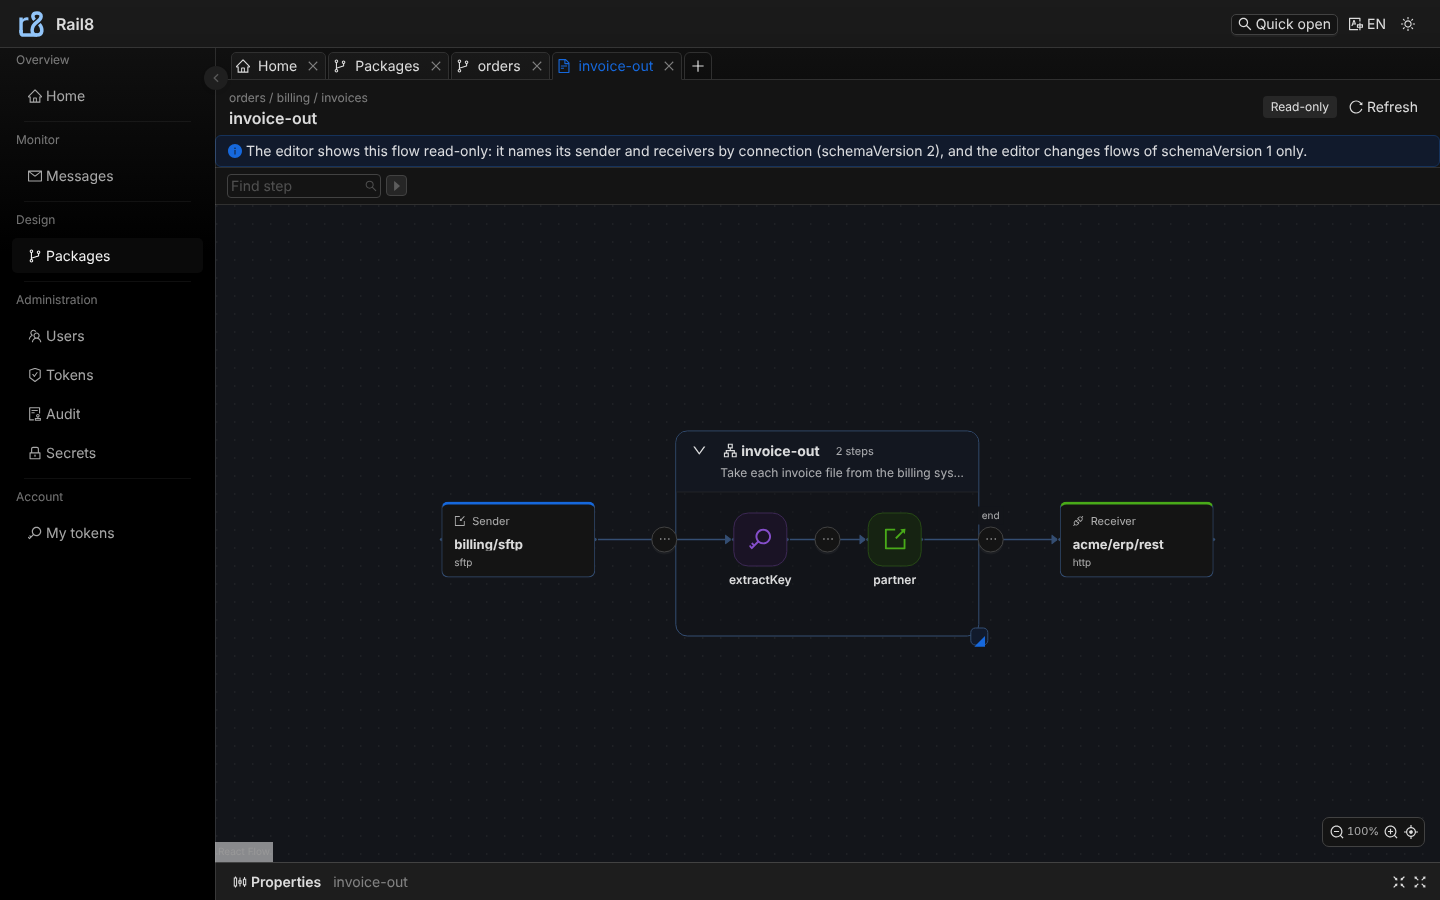 Rail8
Quick open
EN
Overview
Home
Monitor
Messages
Design
Packages
Administration
Users
Tokens
Audit
Secrets
Account
My tokens
Home
Packages
orders
invoice-out
orders / billing / invoices
invoice-out
Read-only
Refresh
The editor shows this flow read-only: it names its sender and receivers by connection (schemaVersion 2), and the editor changes flows of schemaVersion 1 only.
Find step
invoice-out
2 steps
Take each invoice file from the billing sys...
Sender
billing/sftp
sftp
extractKey
partner
end
Receiver
acme/erp/rest
http
100%
React Flow
Properties
invoice-out